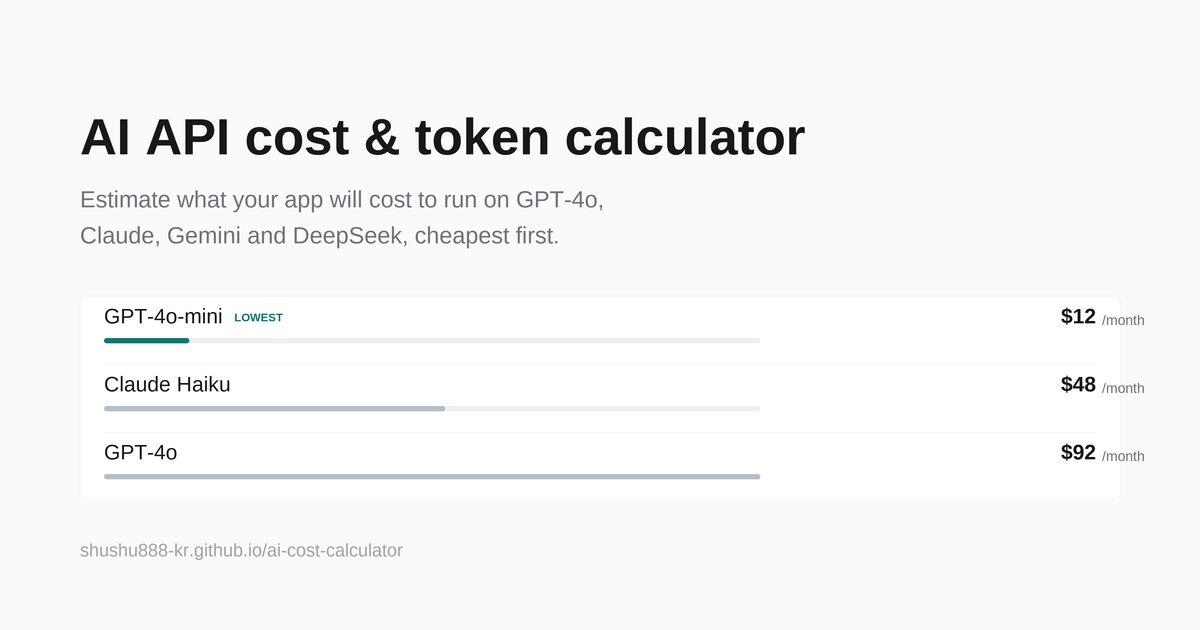 AI API cost & token calculator
Estimate what your app will cost to run on GPT-4o,
Claude, Gemini and DeepSeek, cheapest first.
GPT-4o-mini LOWEST $12 /month
Claude Haiku $48 /month
GPT-4o $92 /month
shushu888-kr.github.io/ai-cost-calculator